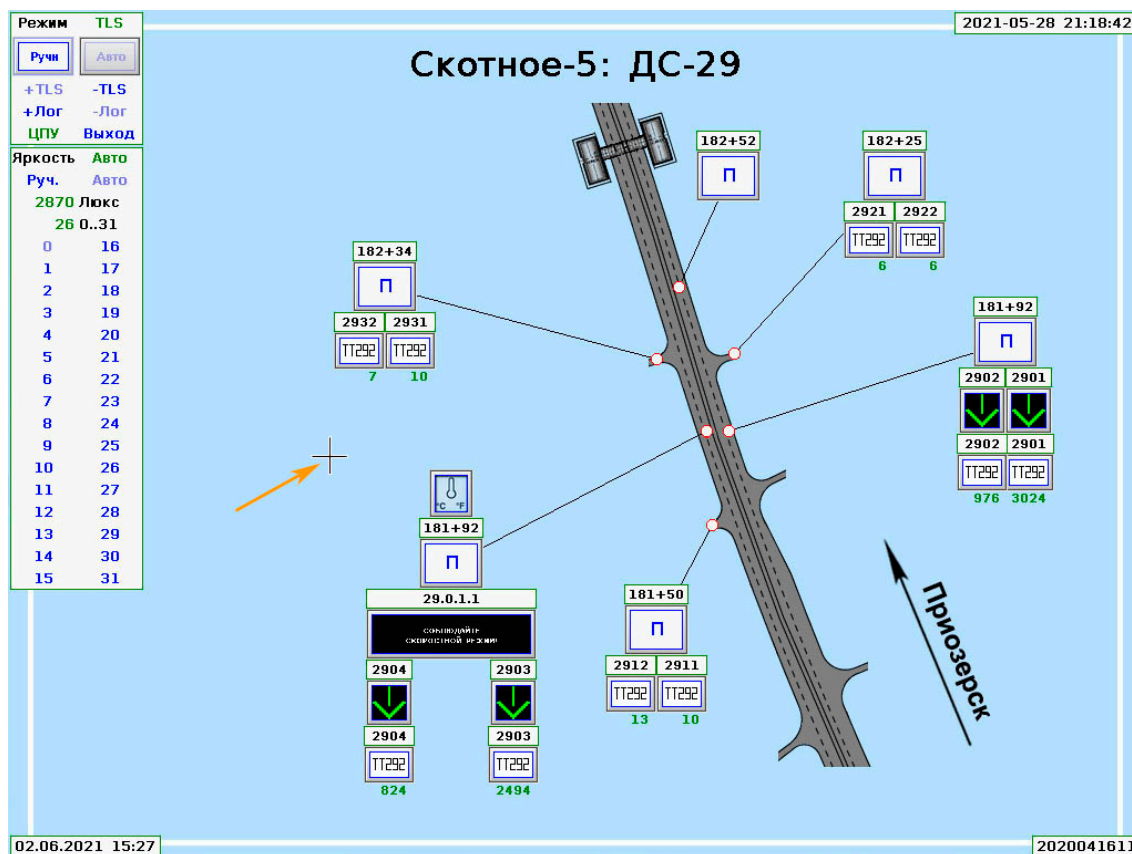 Режим TLS
Ручн Авто
+TLS -TLS
+Лог -Лог
ЦПУ Выход
Яркость Авто
Руч. Авто
2870 Люкс
26 0..31
0 16
1 17
2 18
3 19
4 20
5 21
6 22
7 23
8 24
9 25
10 26
11 27
12 28
13 29
14 30
15 31
2021-05-28 21:18:42
Скотное-5: ДС-29
182+52
П
182+25
П
2921 2922
ТТ292 ТТ292
6 6
182+34
П
2932 2931
ТТ292 ТТ292
7 10
181+92
П
2902 2901
2902 2901
ТТ292 ТТ292
976 3024
°C °F
181+92
П
29.0.1.1
СОБЛЮДАЙТЕ
СКОРОСТНОЙ РЕЖИМ!
2904 2903
2904 2903
ТТ292 ТТ292
824 2494
181+50
П
2912 2911
ТТ292 ТТ292
13 10
Приозерск
02.06.2021 15:27
2020041611